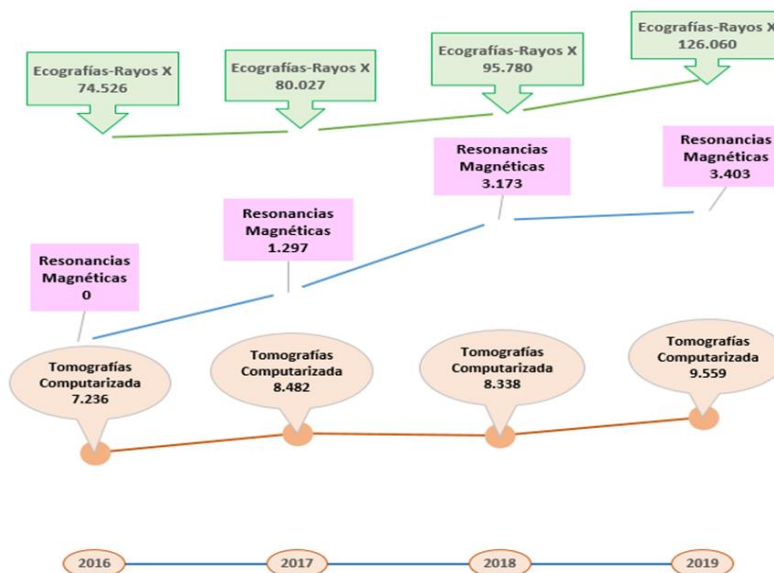 Ecografías-Rayos X
74.526
Ecografías-Rayos X
80.027
Ecografías-Rayos X
95.780
Ecografías-Rayos X
126.060
Resonancias
Magnéticas
0
Resonancias
Magnéticas
1.297
Resonancias
Magnéticas
3.173
Resonancias
Magnéticas
3.403
Tomografías
Computarizada
7.236
Tomografías
Computarizada
8.482
Tomografías
Computarizada
8.338
Tomografías
Computarizada
9.559
2016
2017
2018
2019